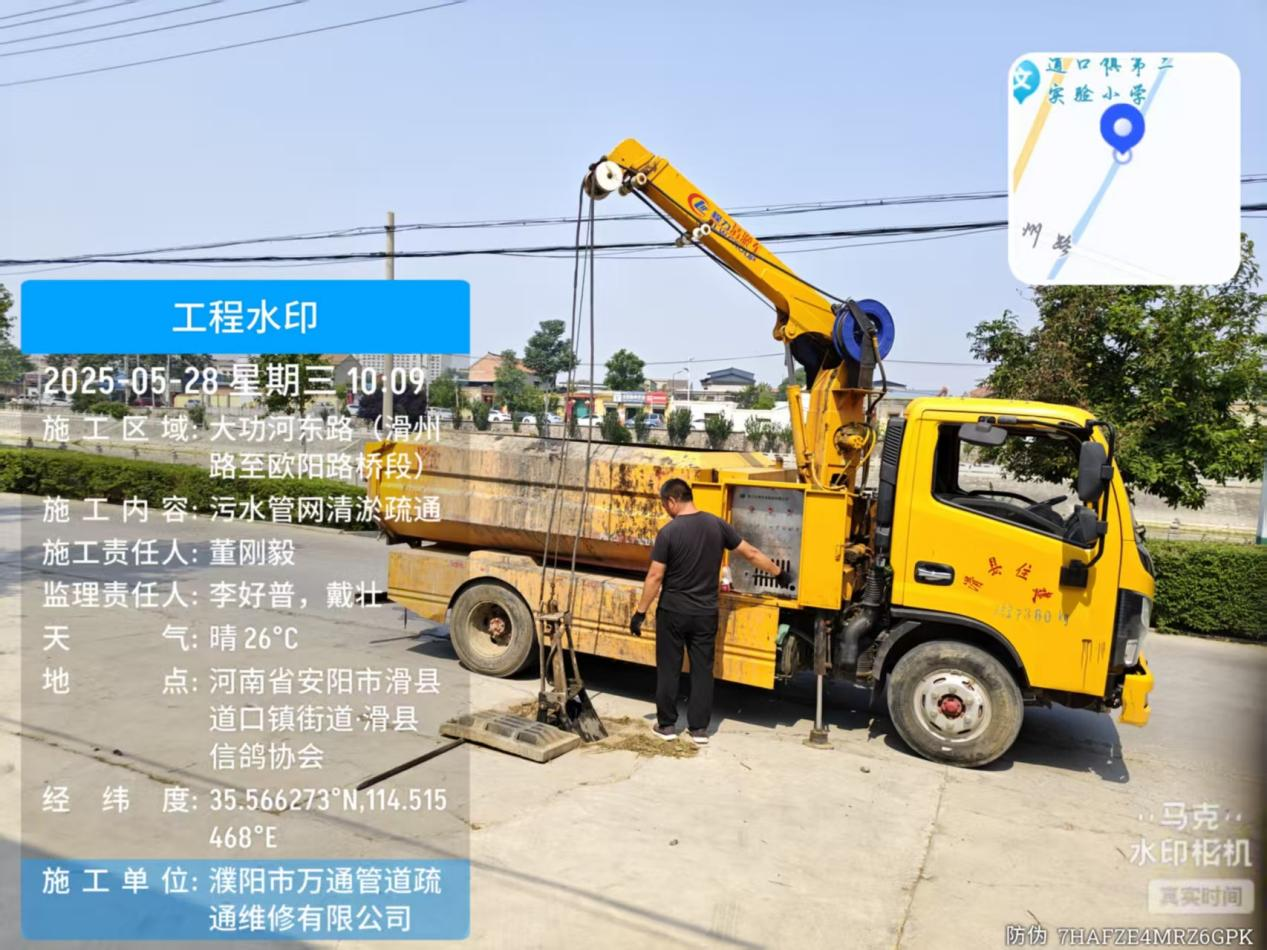 道口镇第二
实验小学
州路
工程水印
2025-05-28 星期三 10:09
施工区域: 大功河东路（滑州
路至欧阳路桥段）
施工内容: 污水管网清淤疏通
施工责任人: 董刚毅
监理责任人: 李好普，戴壮
天气: 晴 26°C
地点: 河南省安阳市滑县
道口镇街道·滑县
信鸽协会
经纬度: 35.566273°N,114.515
468°E
施工单位: 濮阳市万通管道疏
通维修有限公司
滑县住
马克
水印相机
真实时间
防伪 7HAFZE4MRZ6GPK